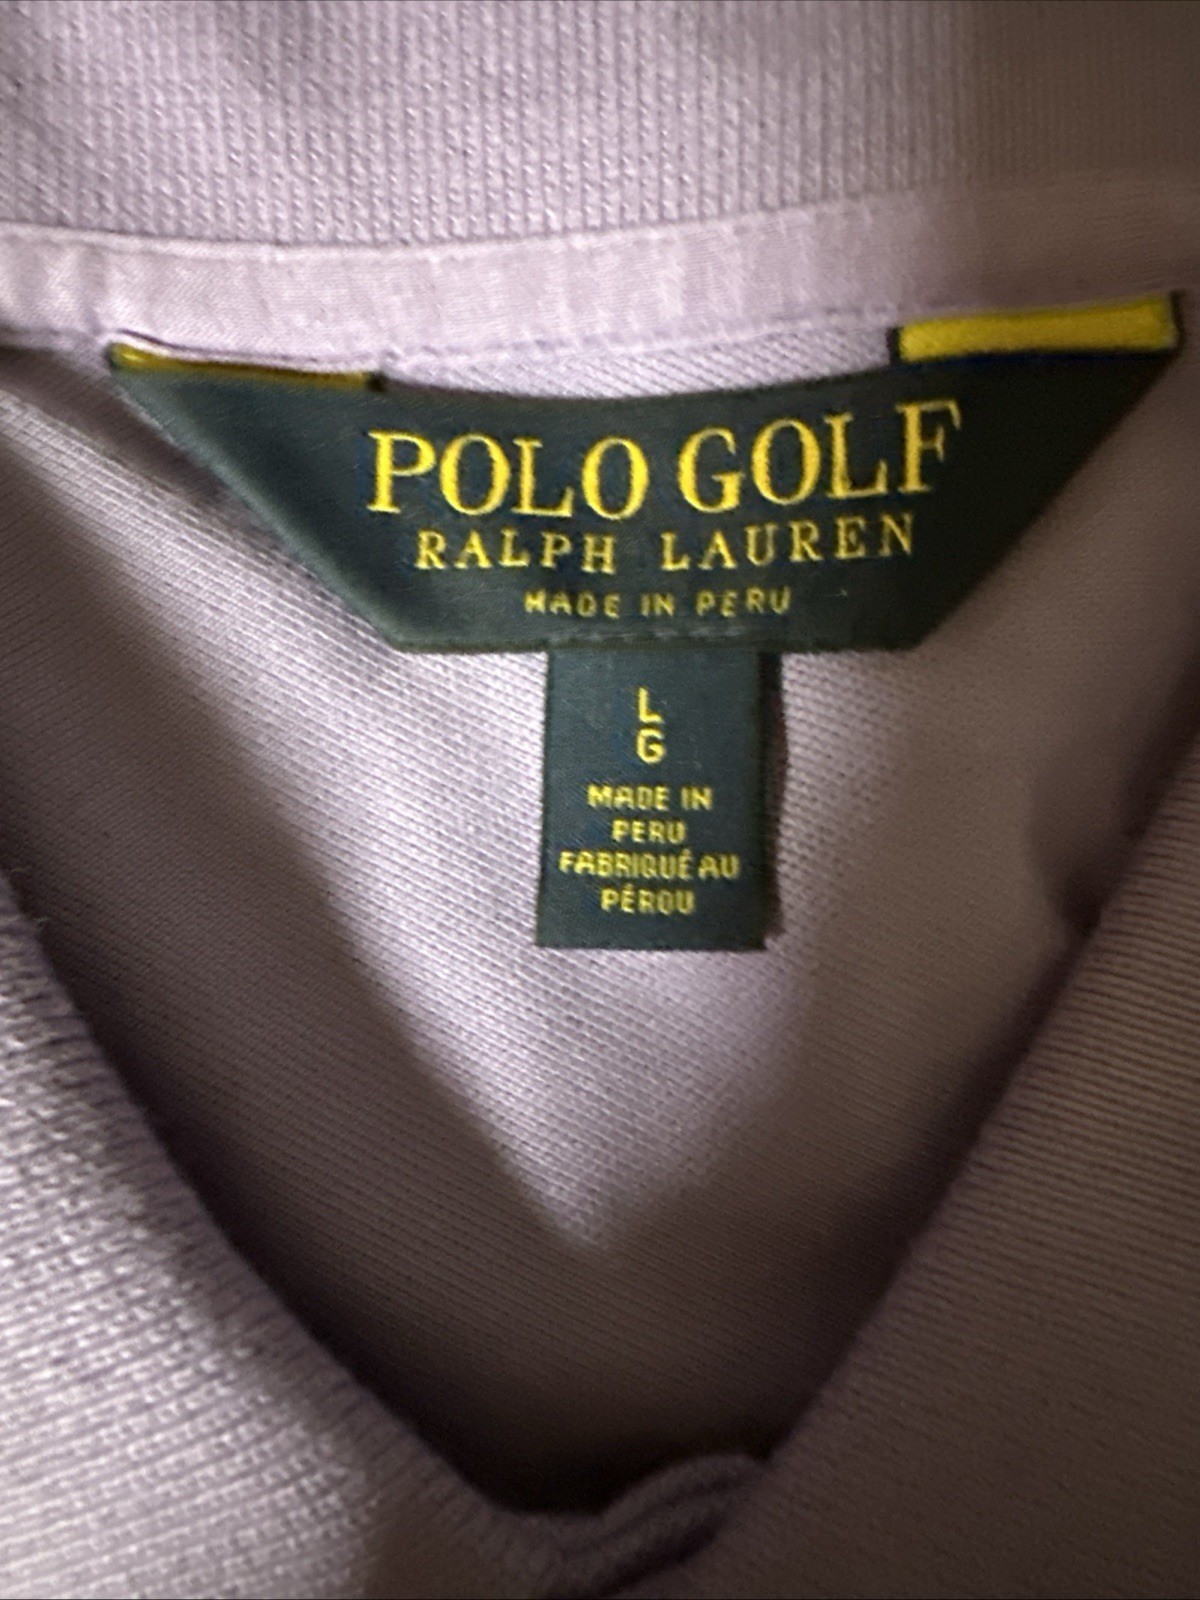 POLO GOLF
RALPH LAUREN
MADE IN PERU
L
G
MADE IN
PERU
FABRIQUÉ AU
PÉROU